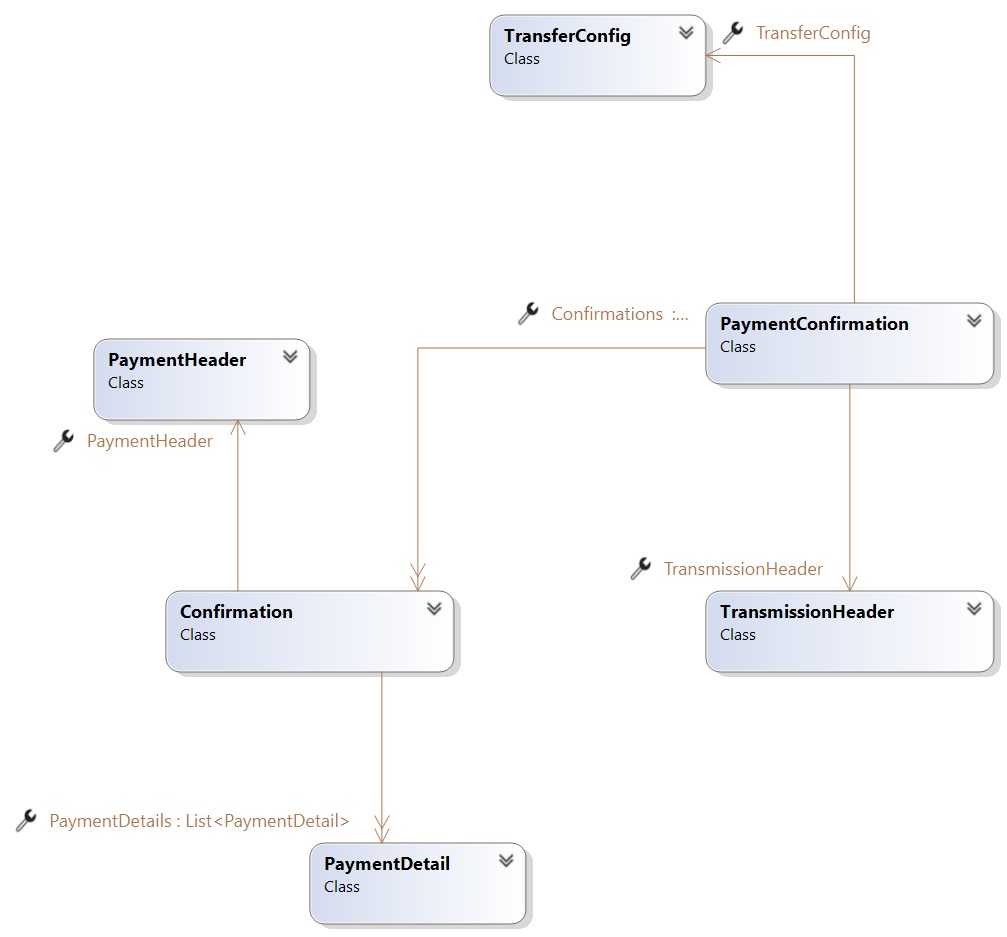 TransferConfig
Class
TransferConfig
Confirmations :...
PaymentConfirmation
Class
PaymentHeader
Class
PaymentHeader
TransmissionHeader
Confirmation
Class
TransmissionHeader
Class
PaymentDetails : List<PaymentDetail>
PaymentDetail
Class